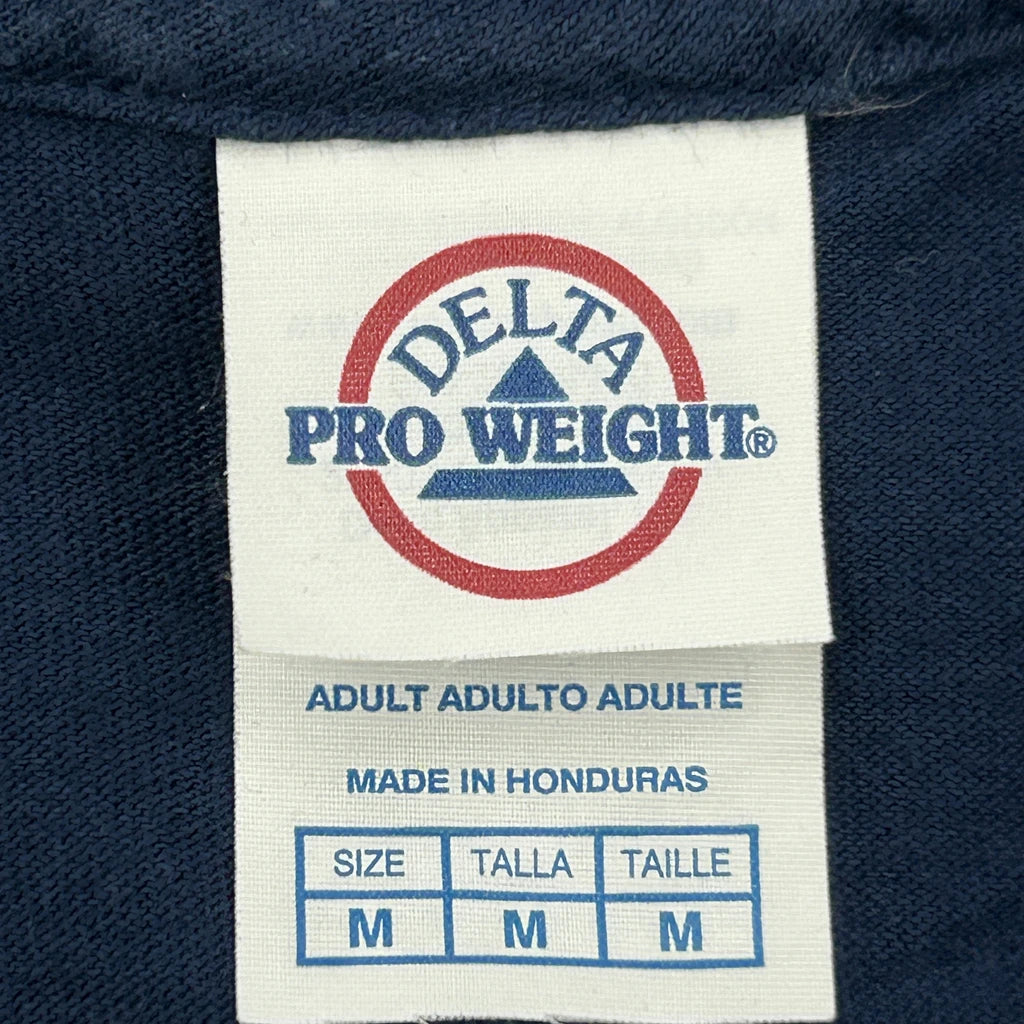 DELTA
PRO WEIGHT®
ADULT ADULTO ADULTE
MADE IN HONDURAS
SIZE TALLA TAILLE
M M M